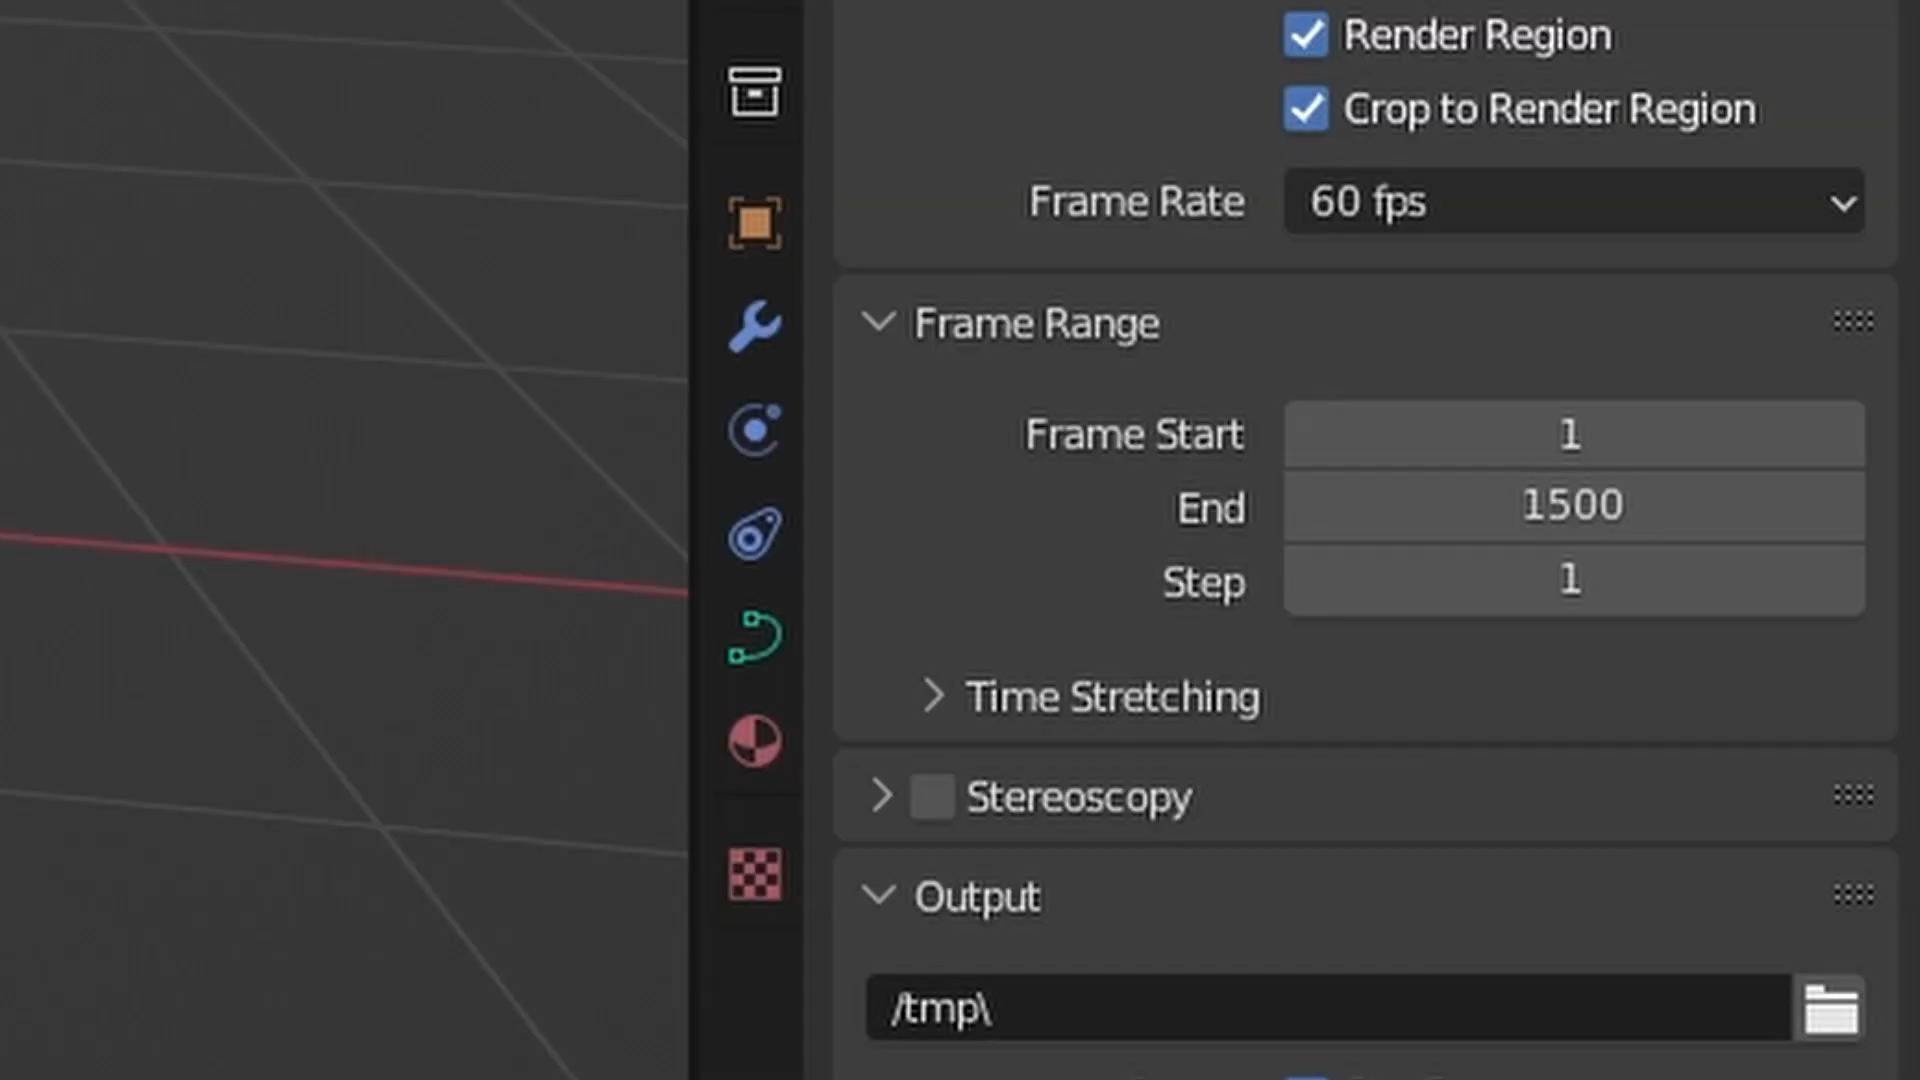 Render Region
Crop to Render Region
Frame Rate 60 fps
Frame Range
Frame Start 1
End 1500
Step 1
Time Stretching
Stereoscopy
Output
/tmp\